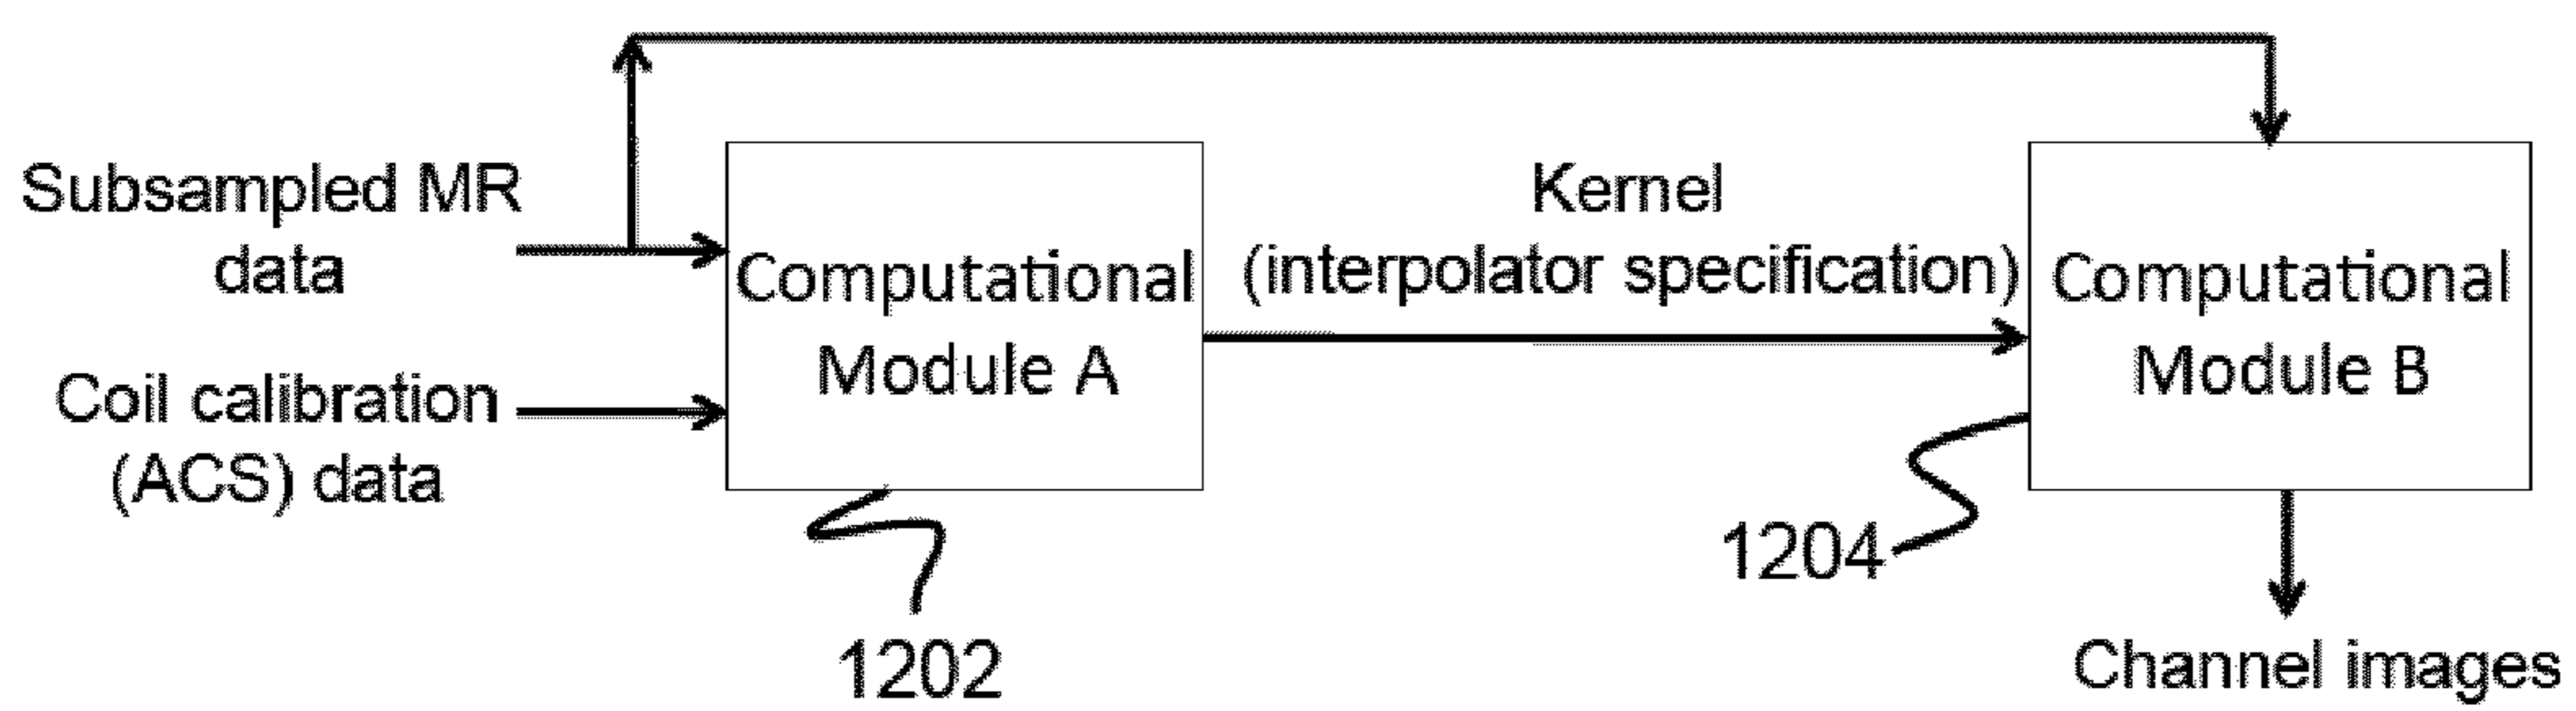 Subsampled MR
data
Coil calibration
(ACS) data
Computational
Module A
1202
Kernel
(interpolator specification)
Computational
Module B
1204
Channel images